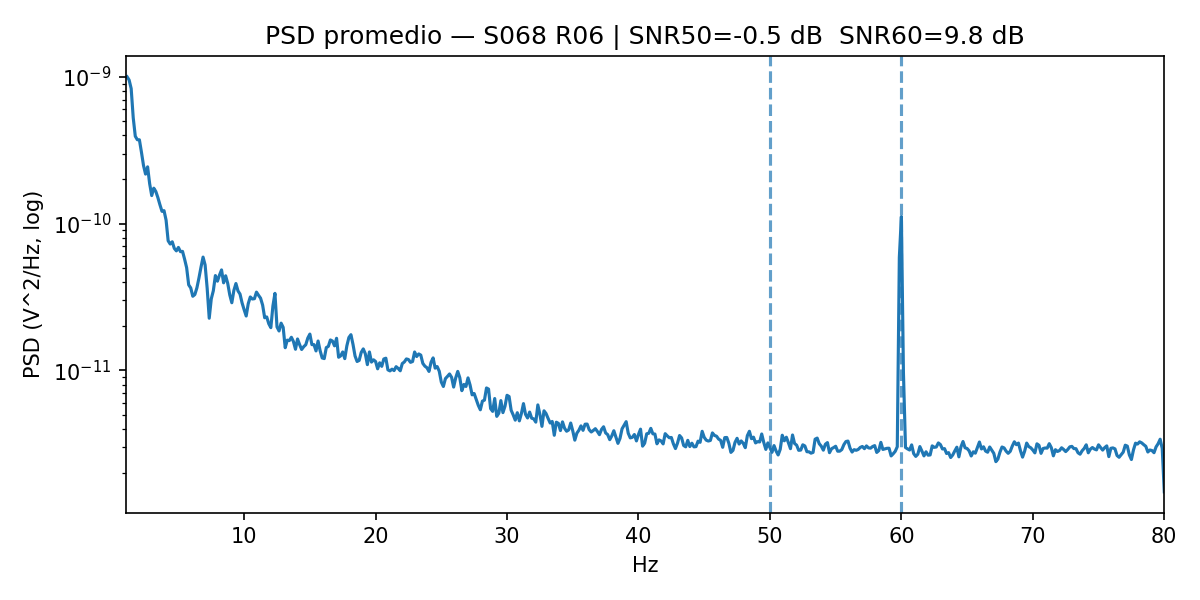 PSD promedio — S068 R06 | SNR50=-0.5 dB  SNR60=9.8 dB
PSD (V^2/Hz, log)
10⁻⁹
10⁻¹⁰
10⁻¹¹
10 20 30 40 50 60 70 80
Hz